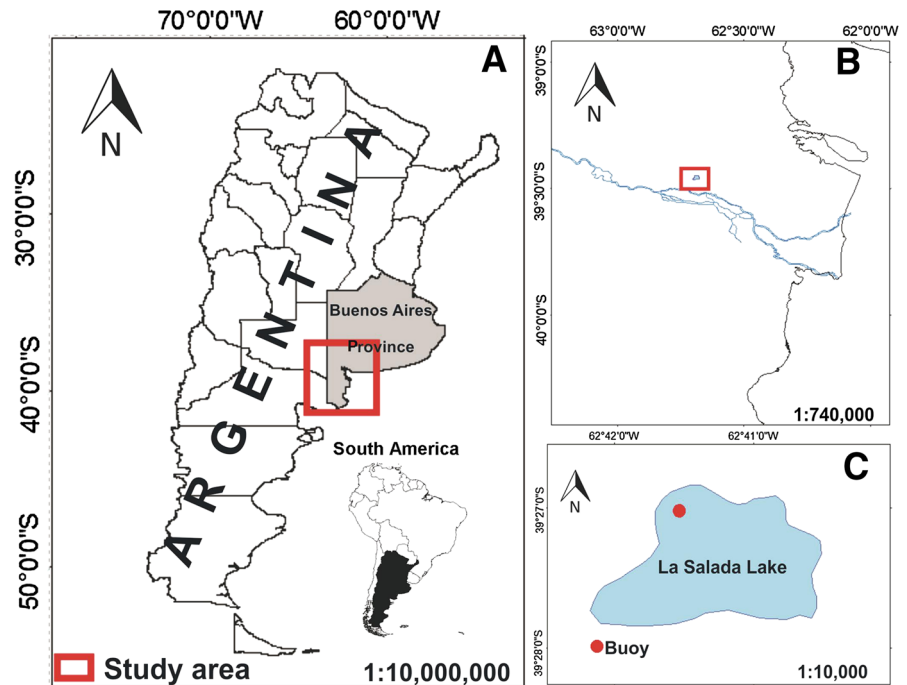 70°0'0"W
60°0'0"W
A
N
30°0'0"S
40°0'0"S
50°0'0"S
ARGENTINA
Buenos Aires
Province
South America
Study area
1:10,000,000
63°0'0"W
62°30'0"W
62°0'0"W
B
N
39°0'0"S
39°30'0"S
40°0'0"S
1:740,000
62°42'0"W
62°41'0"W
C
N
39°27'0"S
39°28'0"S
La Salada Lake
Buoy
1:10,000